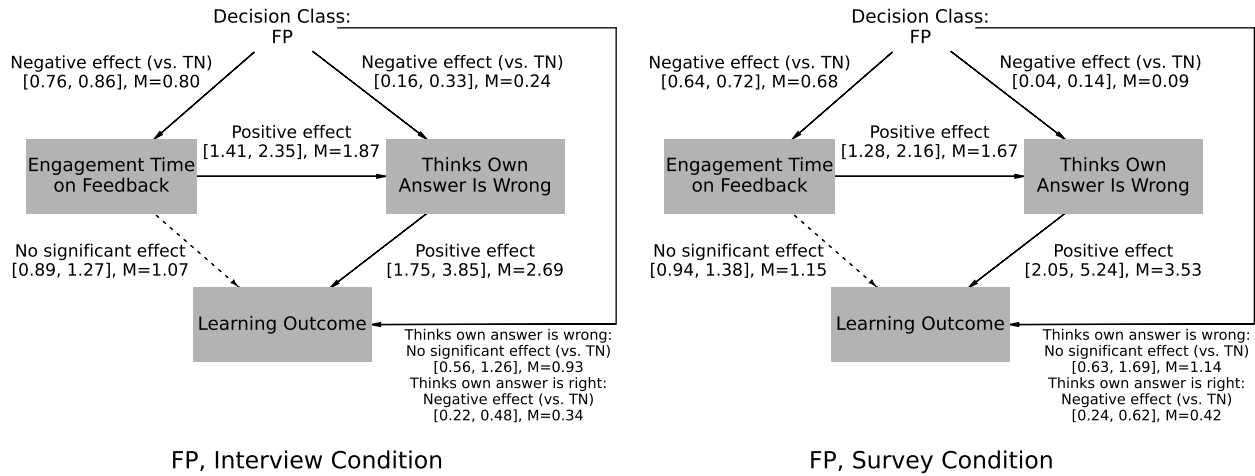 Decision Class:
FP
Negative effect (vs. TN)
[0.76, 0.86], M=0.80
Negative effect (vs. TN)
[0.16, 0.33], M=0.24
Positive effect
[1.41, 2.35], M=1.87
Engagement Time
on Feedback
Thinks Own
Answer Is Wrong
No significant effect
[0.89, 1.27], M=1.07
Positive effect
[1.75, 3.85], M=2.69
Learning Outcome
Thinks own answer is wrong:
No significant effect (vs. TN)
[0.56, 1.26], M=0.93
Thinks own answer is right:
Negative effect (vs. TN)
[0.22, 0.48], M=0.34
FP, Interview Condition
Decision Class:
FP
Negative effect (vs. TN)
[0.64, 0.72], M=0.68
Negative effect (vs. TN)
[0.04, 0.14], M=0.09
Positive effect
[1.28, 2.16], M=1.67
Engagement Time
on Feedback
Thinks Own
Answer Is Wrong
No significant effect
[0.94, 1.38], M=1.15
Positive effect
[2.05, 5.24], M=3.53
Learning Outcome
Thinks own answer is wrong:
No significant effect (vs. TN)
[0.63, 1.69], M=1.14
Thinks own answer is right:
Negative effect (vs. TN)
[0.24, 0.62], M=0.42
FP, Survey Condition